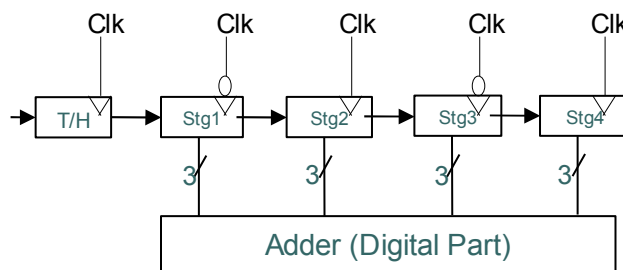 Clk Clk Clk Clk Clk
T/H Stg1 Stg2 Stg3 Stg4
3 3 3 3
Adder (Digital Part)